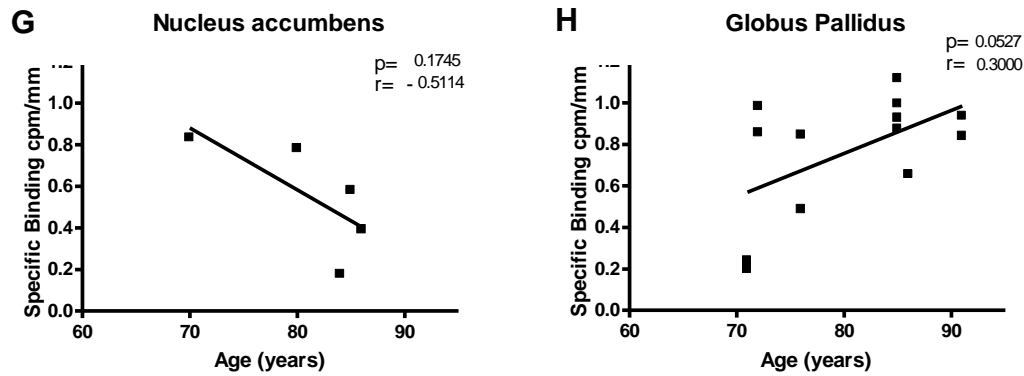 G Nucleus accumbens
p= 0.1745
r= - 0.5114
1.0
0.8
0.6
0.4
0.2
0.0
Specific Binding cpm/mm
60 70 80 90
Age (years)
H Globus Pallidus
p= 0.0527
r= 0.3000
1.0
0.8
0.6
0.4
0.2
0.0
Specific Binding cpm/mm
60 70 80 90
Age (years)